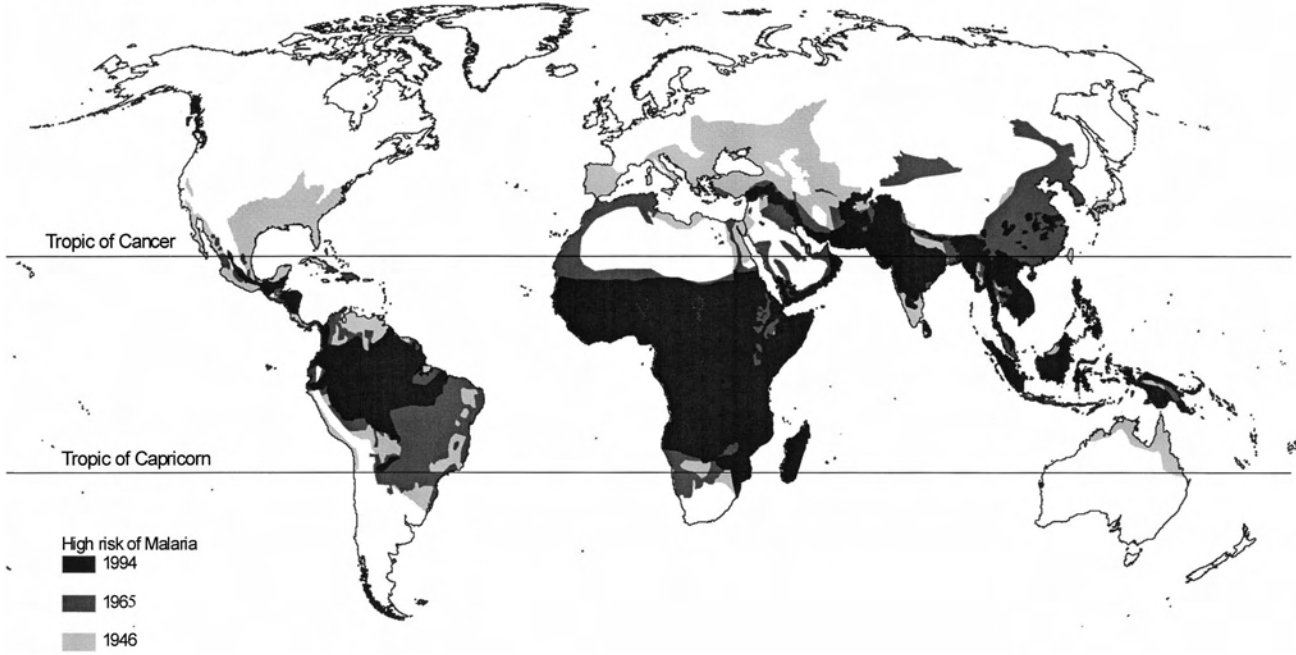 Tropic of Cancer
Tropic of Capricorn
High risk of Malaria
1994
1965
1946